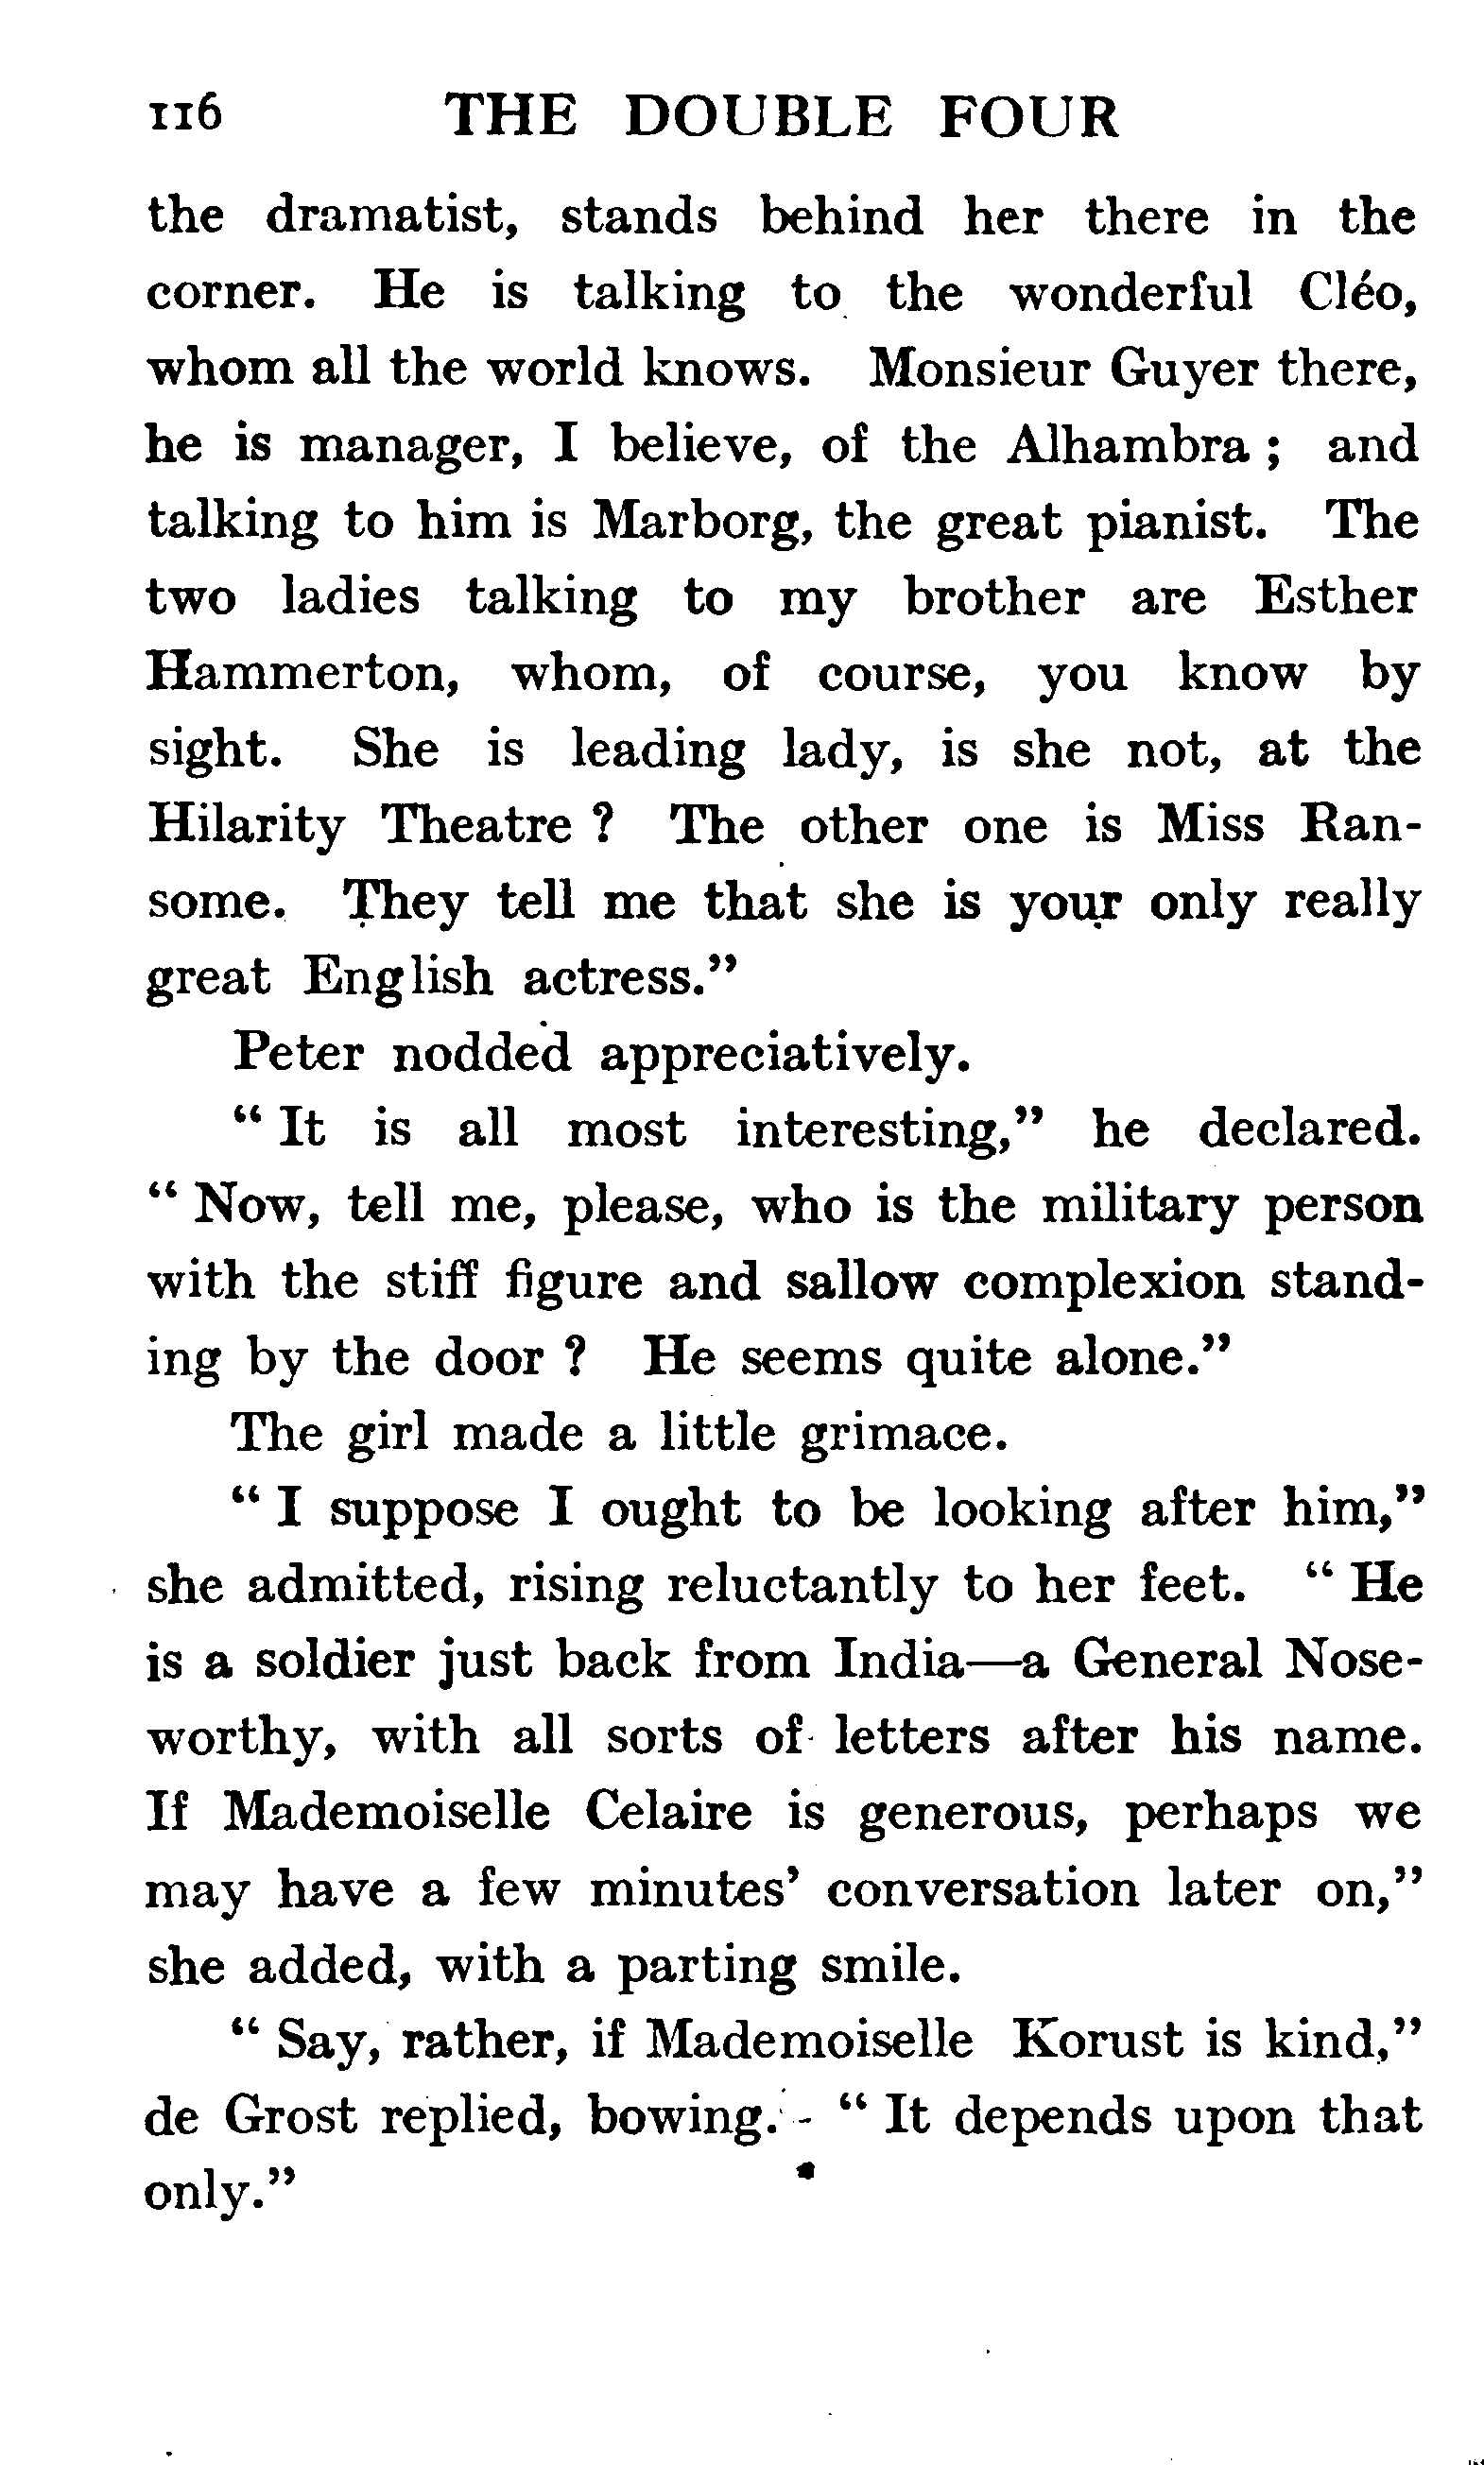 116 THE DOUBLE FOUR
the dramatist, stands behind her there in the
corner. He is talking to the wonderful Cléo,
whom all the world knows. Monsieur Guyer there,
he is manager, I believe, of the Alhambra ; and
talking to him is Marborg, the great pianist. The
two ladies talking to my brother are Esther
Hammerton, whom, of course, you know by
sight. She is leading lady, is she not, at the
Hilarity Theatre ? The other one is Miss Ran-
some. They tell me that she is your only really
great English actress.”
Peter nodded appreciatively.
“ It is all most interesting,” he declared.
“ Now, tell me, please, who is the military person
with the stiff figure and sallow complexion stand-
ing by the door ? He seems quite alone.”
The girl made a little grimace.
“ I suppose I ought to be looking after him,”
she admitted, rising reluctantly to her feet. “ He
is a soldier just back from India—a General Nose-
worthy, with all sorts of letters after his name.
If Mademoiselle Celaire is generous, perhaps we
may have a few minutes’ conversation later on,”
she added, with a parting smile.
“ Say, rather, if Mademoiselle Korust is kind,”
de Grost replied, bowing. “ It depends upon that
only.”